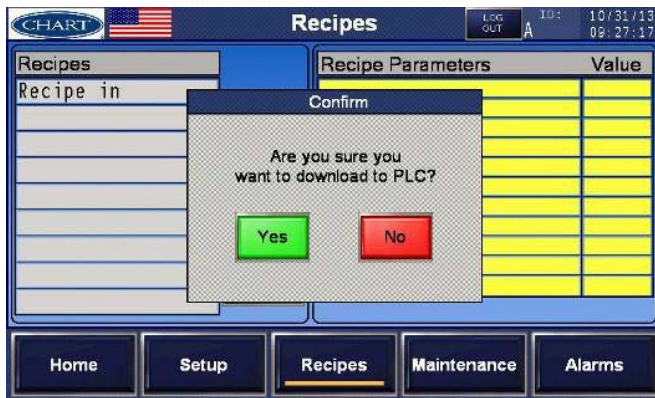 CHART
Recipes
LOG OUT
A
ID:
10/31/13
09:27:17
Recipes
Recipe Parameters
Value
Recipe in
Confirm
Are you sure you
want to download to PLC?
Yes
No
Home
Setup
Recipes
Maintenance
Alarms